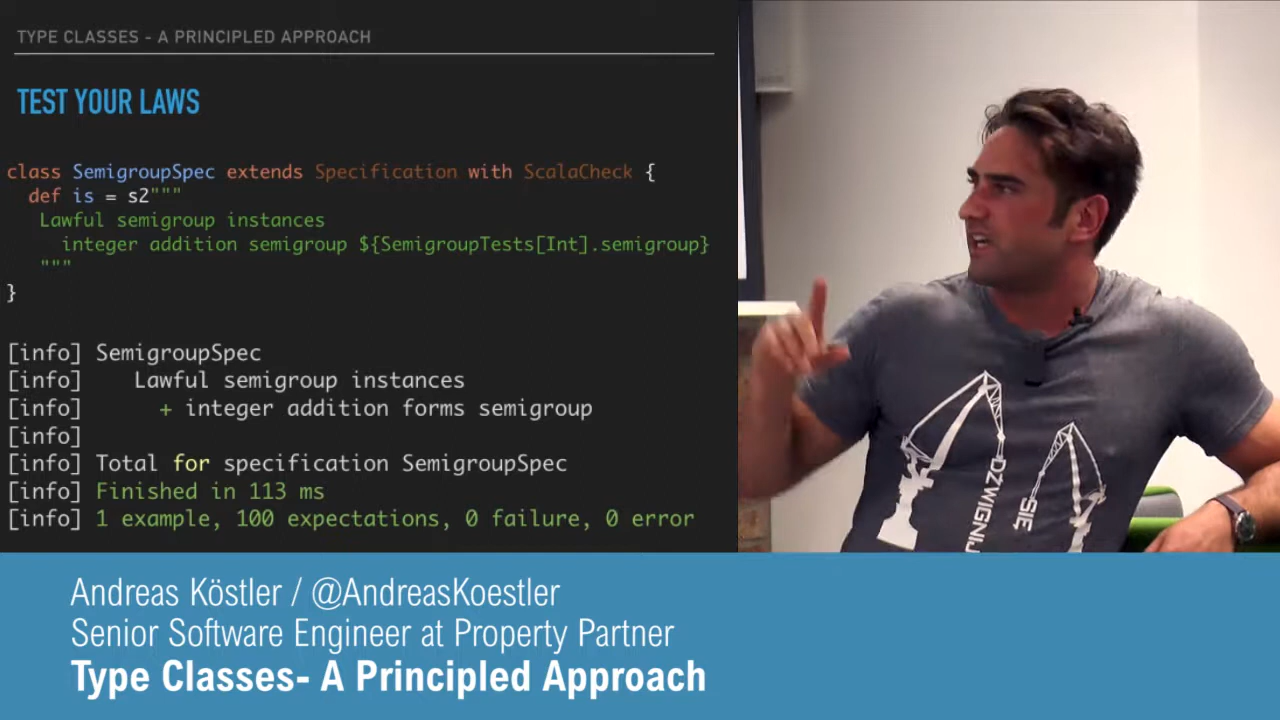 TYPE CLASSES - A PRINCIPLED APPROACH
TEST YOUR LAWS
class SemigroupSpec extends Specification with ScalaCheck {
def is = s2"""
Lawful semigroup instances
integer addition semigroup ${SemigroupTests[Int].semigroup}
"""
}
[info] SemigroupSpec
[info] Lawful semigroup instances
[info] + integer addition forms semigroup
[info]
[info] Total for specification SemigroupSpec
[info] Finished in 113 ms
[info] 1 example, 100 expectations, 0 failure, 0 error
DZWIGNIJ
SIĘ
Andreas Köstler / @AndreasKoestler
Senior Software Engineer at Property Partner
Type Classes- A Principled Approach